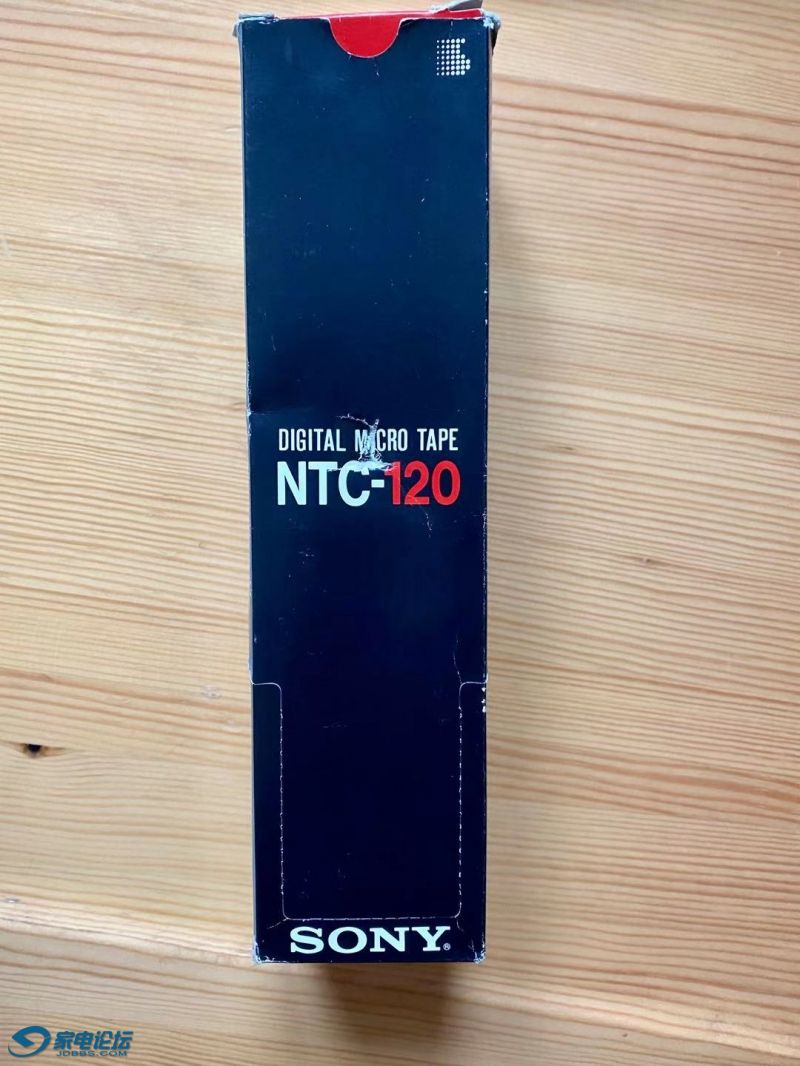 DIGITAL MICRO TAPE
NTC-120
SONY®
家电论坛
JDBBS.COM